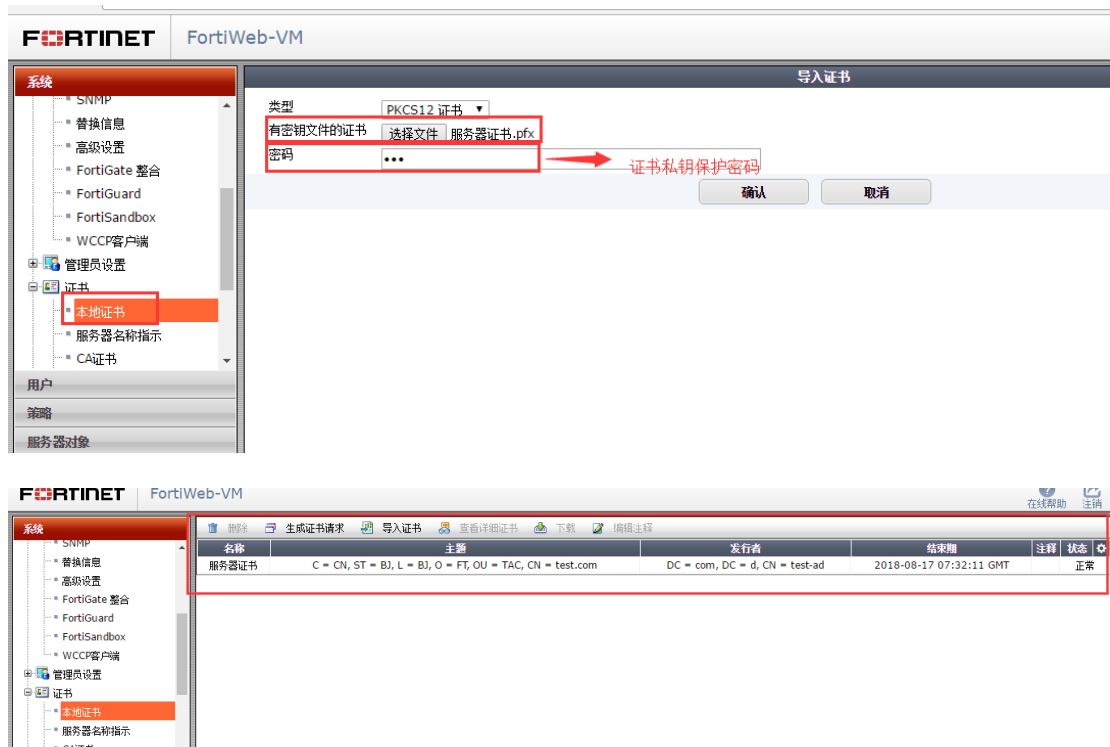 FORTINET FortiWeb-VM
系统
SNMP
替换信息
高级设置
FortiGate 整合
FortiGuard
FortiSandbox
WCCP客户端
管理员设置
证书
本地证书
服务器名称指示
CA证书
用户
策略
服务器对象
导入证书
类型 PKCS12 证书
有密钥文件的证书 选择文件 服务器证书.pfx
密码 •••
证书私钥保护密码
确认 取消
FORTINET FortiWeb-VM
在线帮助 注销
系统
SNMP
替换信息
高级设置
FortiGate 整合
FortiGuard
FortiSandbox
WCCP客户端
管理员设置
证书
本地证书
服务器名称指示
CA证书
删除 生成证书请求 导入证书 查看详细证书 下载 编辑注释
名称 主题 发行者 结束期 注释 状态
服务器证书 C = CN, ST = BJ, L = BJ, O = FT, OU = TAC, CN = test.com DC = com, DC = d, CN = test-ad 2018-08-17 07:32:11 GMT 正常